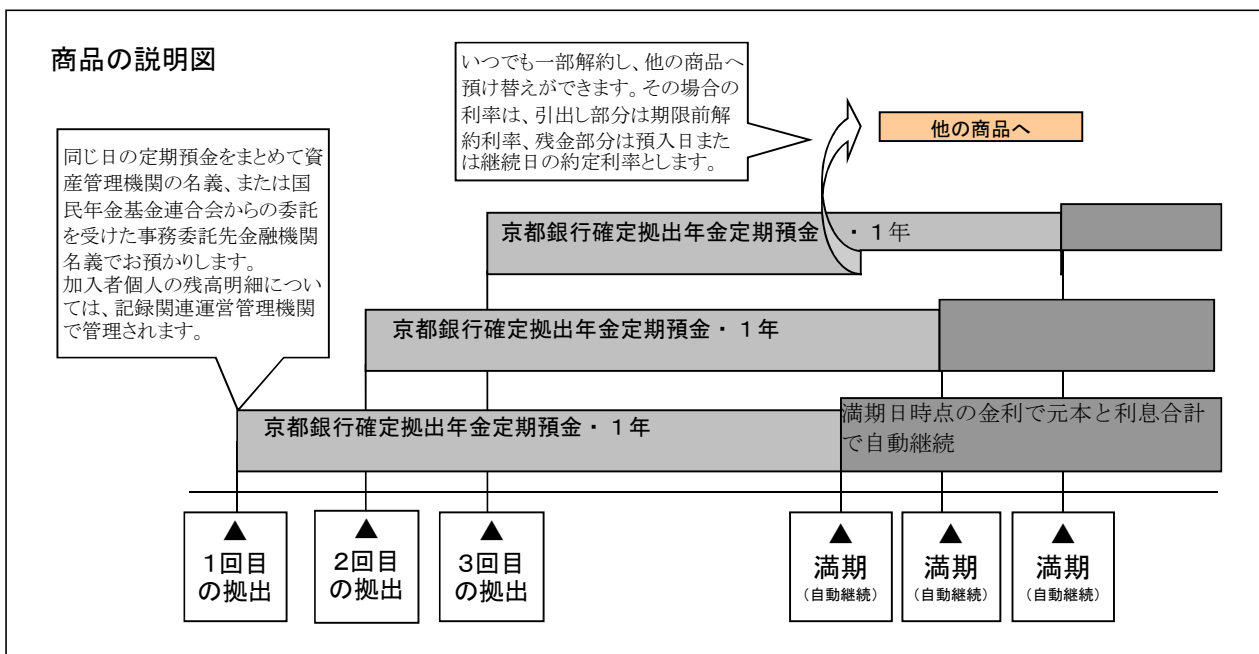 商品の説明図
いつでも一部解約し、他の商品へ
預け替えができます。その場合の
利率は、引出し部分は期限前解
約利率、残金部分は預入日また
は継続日の約定利率とします。
他の商品へ
同じ日の定期預金をまとめて資
産管理機関の名義、または国
民年金基金連合会からの委託
を受けた事務委託先金融機関
名義でお預かりします。
加入者個人の残高明細につい
ては、記録関連運営管理機関
で管理されます。
京都銀行確定拠出年金定期預金・1年
京都銀行確定拠出年金定期預金・1年
京都銀行確定拠出年金定期預金・1年
満期日時点の金利で元本と利息合計
で自動継続
▲
1回目
の拠出
▲
2回目
の拠出
▲
3回目
の拠出
▲
満期
(自動継続)
▲
満期
(自動継続)
▲
満期
(自動継続)